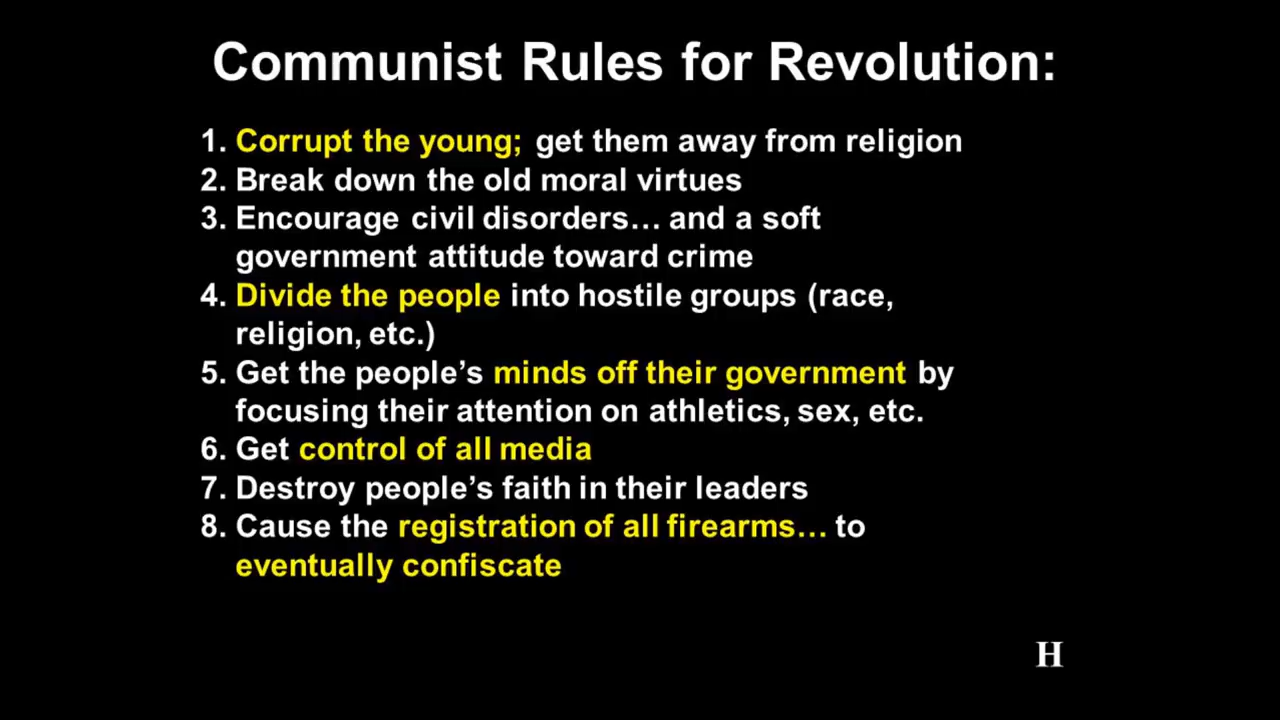 Communist Rules for Revolution:
1. Corrupt the young; get them away from religion
2. Break down the old moral virtues
3. Encourage civil disorders… and a soft
government attitude toward crime
4. Divide the people into hostile groups (race,
religion, etc.)
5. Get the people’s minds off their government by
focusing their attention on athletics, sex, etc.
6. Get control of all media
7. Destroy people’s faith in their leaders
8. Cause the registration of all firearms… to
eventually confiscate
H